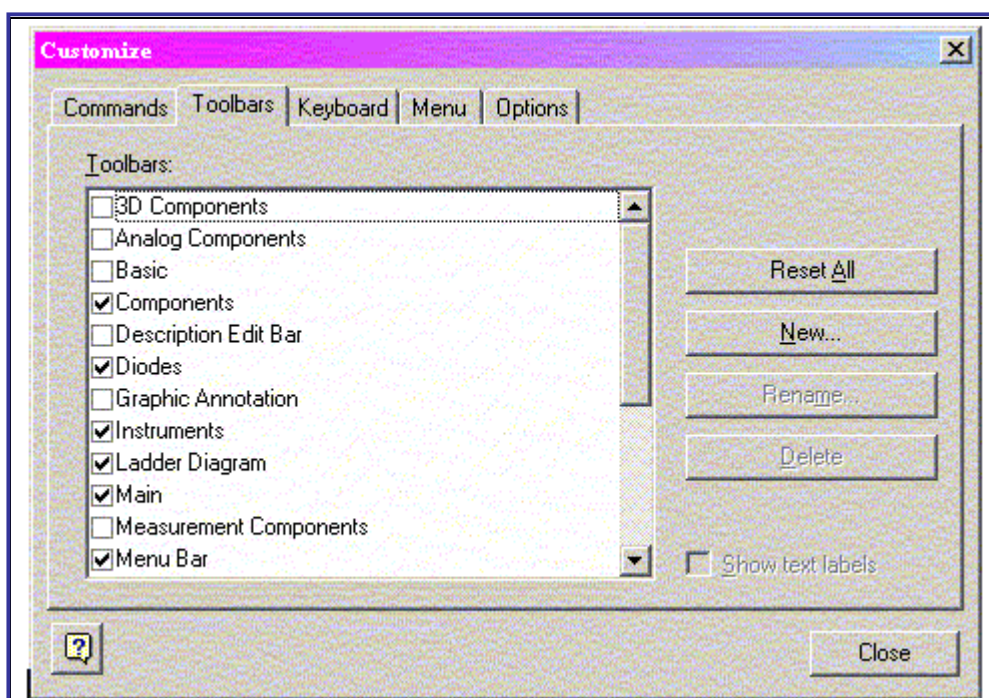 Customize
Commands Toolbars Keyboard Menu Options
Toolbars:
3D Components
Analog Components
Basic
Components
Description Edit Bar
Diodes
Graphic Annotation
Instruments
Ladder Diagram
Main
Measurement Components
Menu Bar
Reset All
New...
Rename...
Delete
Show text labels
?
Close